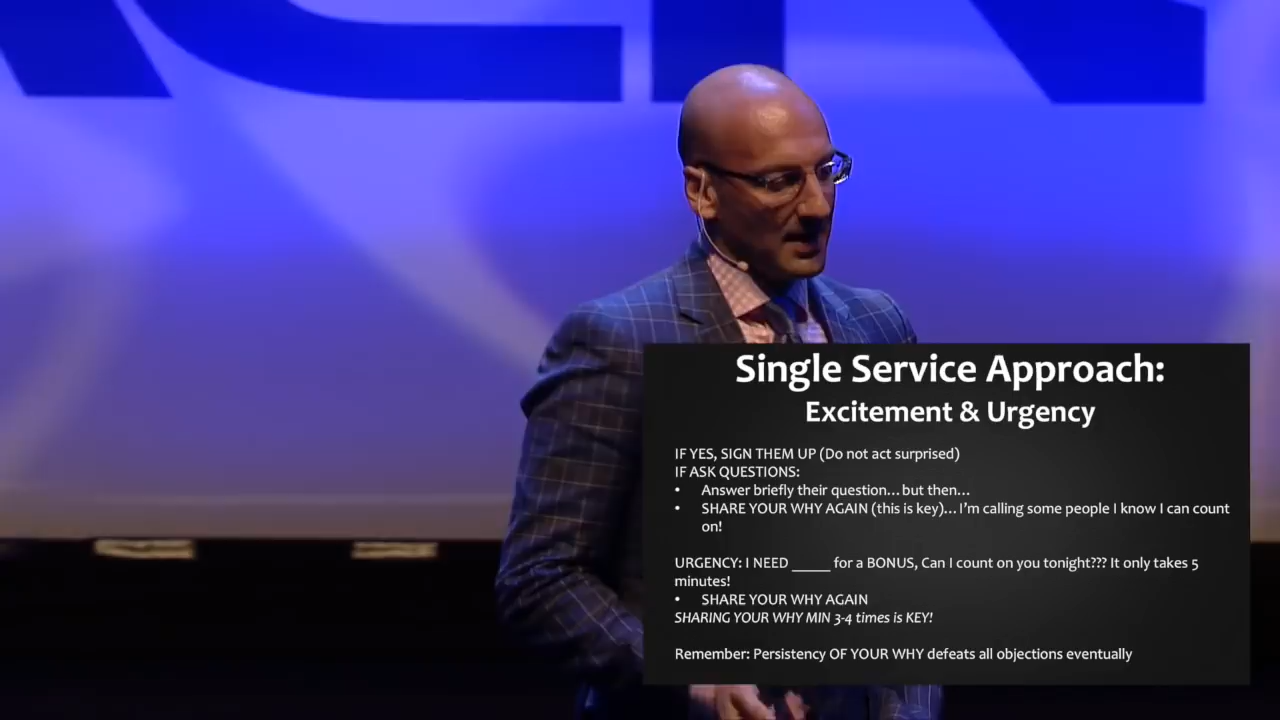 Single Service Approach:
Excitement & Urgency
IF YES, SIGN THEM UP (Do not act surprised)
IF ASK QUESTIONS:
• Answer briefly their question...but then...
• SHARE YOUR WHY AGAIN (this is key)...I'm calling some people I know I can count
on!
URGENCY: I NEED _____ for a BONUS, Can I count on you tonight??? It only takes 5
minutes!
• SHARE YOUR WHY AGAIN
SHARING YOUR WHY MIN 3-4 times is KEY!
Remember: Persistency OF YOUR WHY defeats all objections eventually